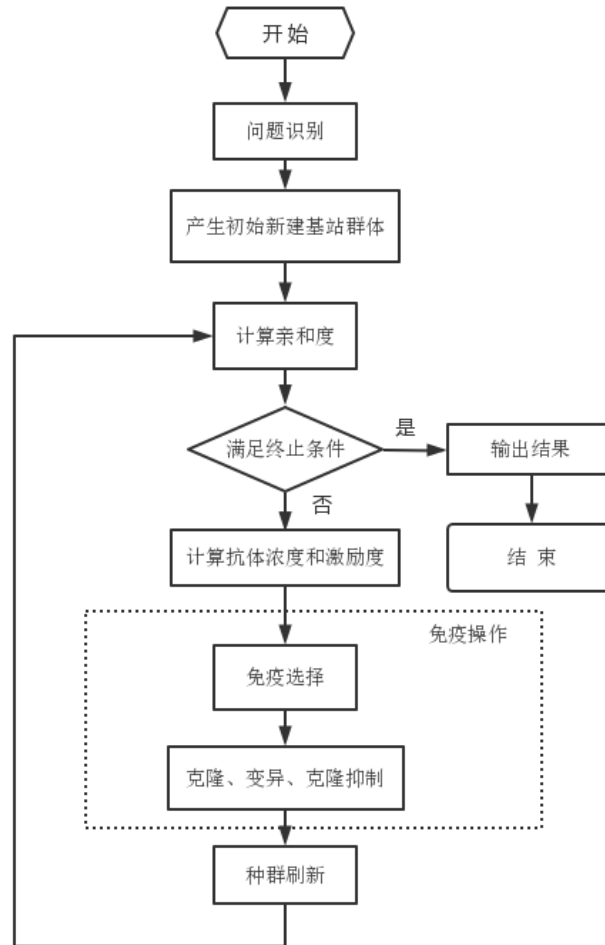 开始
问题识别
产生初始新建基站群体
计算亲和度
满足终止条件
是
输出结果
否
结 束
计算抗体浓度和激励度
免疫操作
免疫选择
克隆、变异、克隆抑制
种群刷新